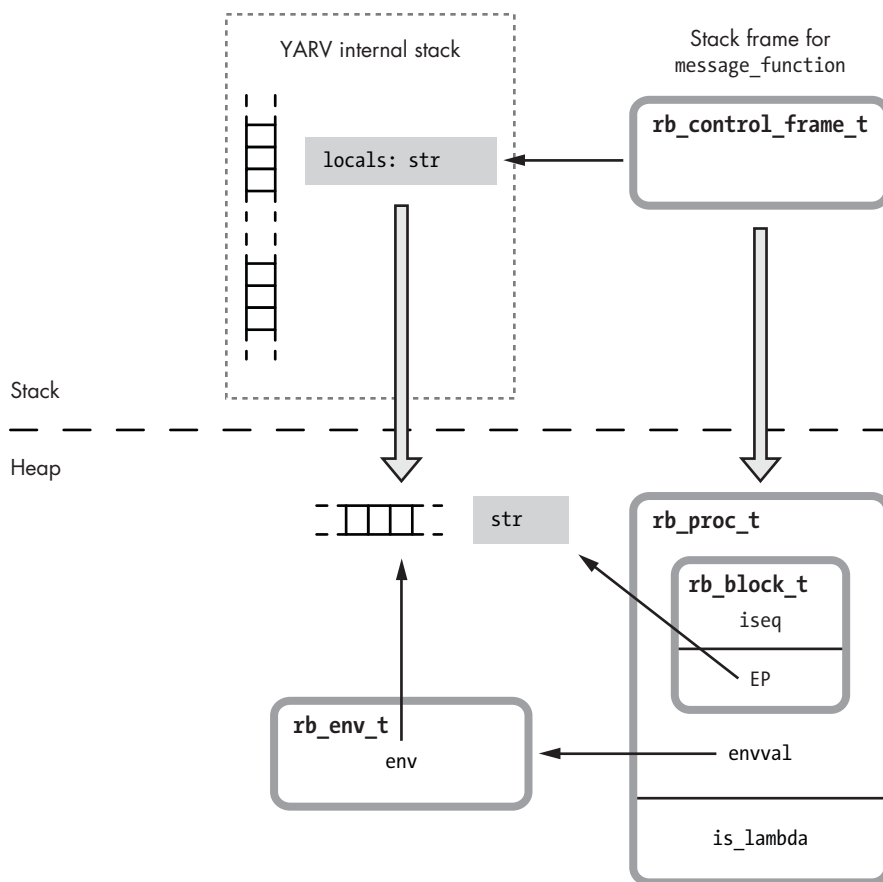 YARV internal stack
Stack frame for
message_function
rb_control_frame_t
locals: str
Stack
Heap
str
rb_proc_t
rb_block_t
iseq
EP
rb_env_t
env
envval
is_lambda